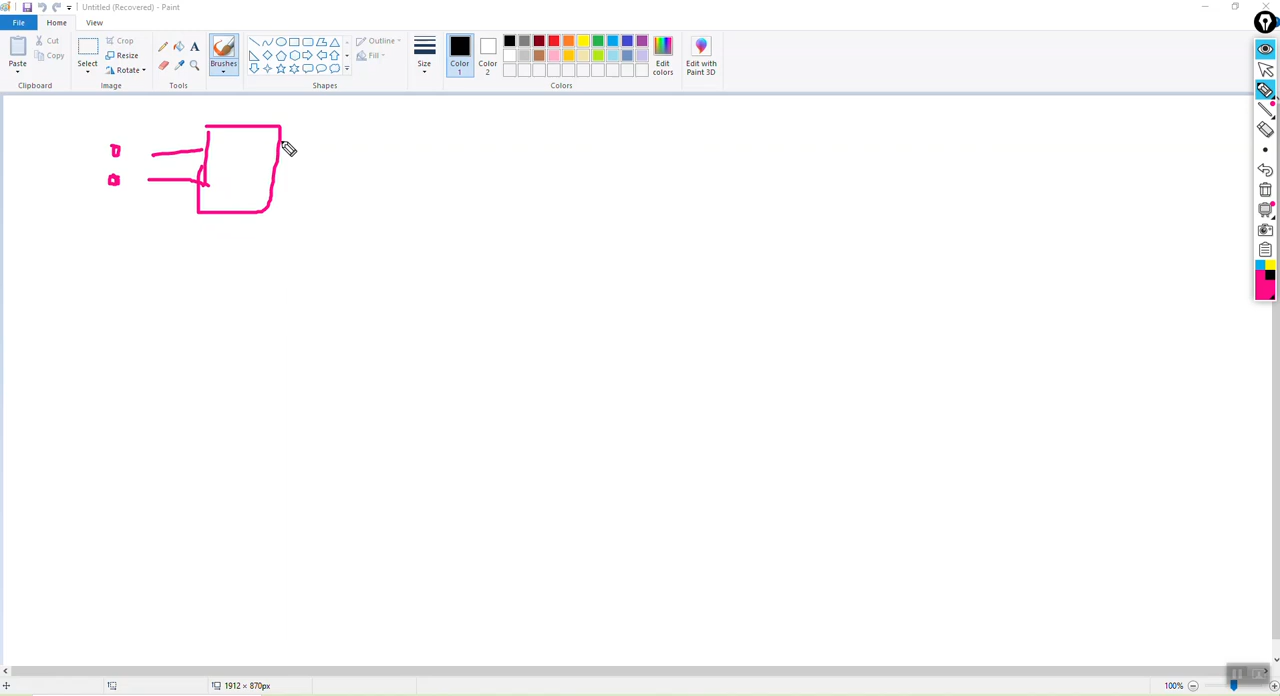 Untitled (Recovered) - Paint
File Home View
Paste
Cut
Copy
Clipboard
Select
Crop
Resize
Rotate
Image
A
Tools
Brushes
Outline
Fill
Shapes
Size
Color 1
Color 2
Edit colors
Colors
Edit with Paint 3D
1912 × 870px
100%